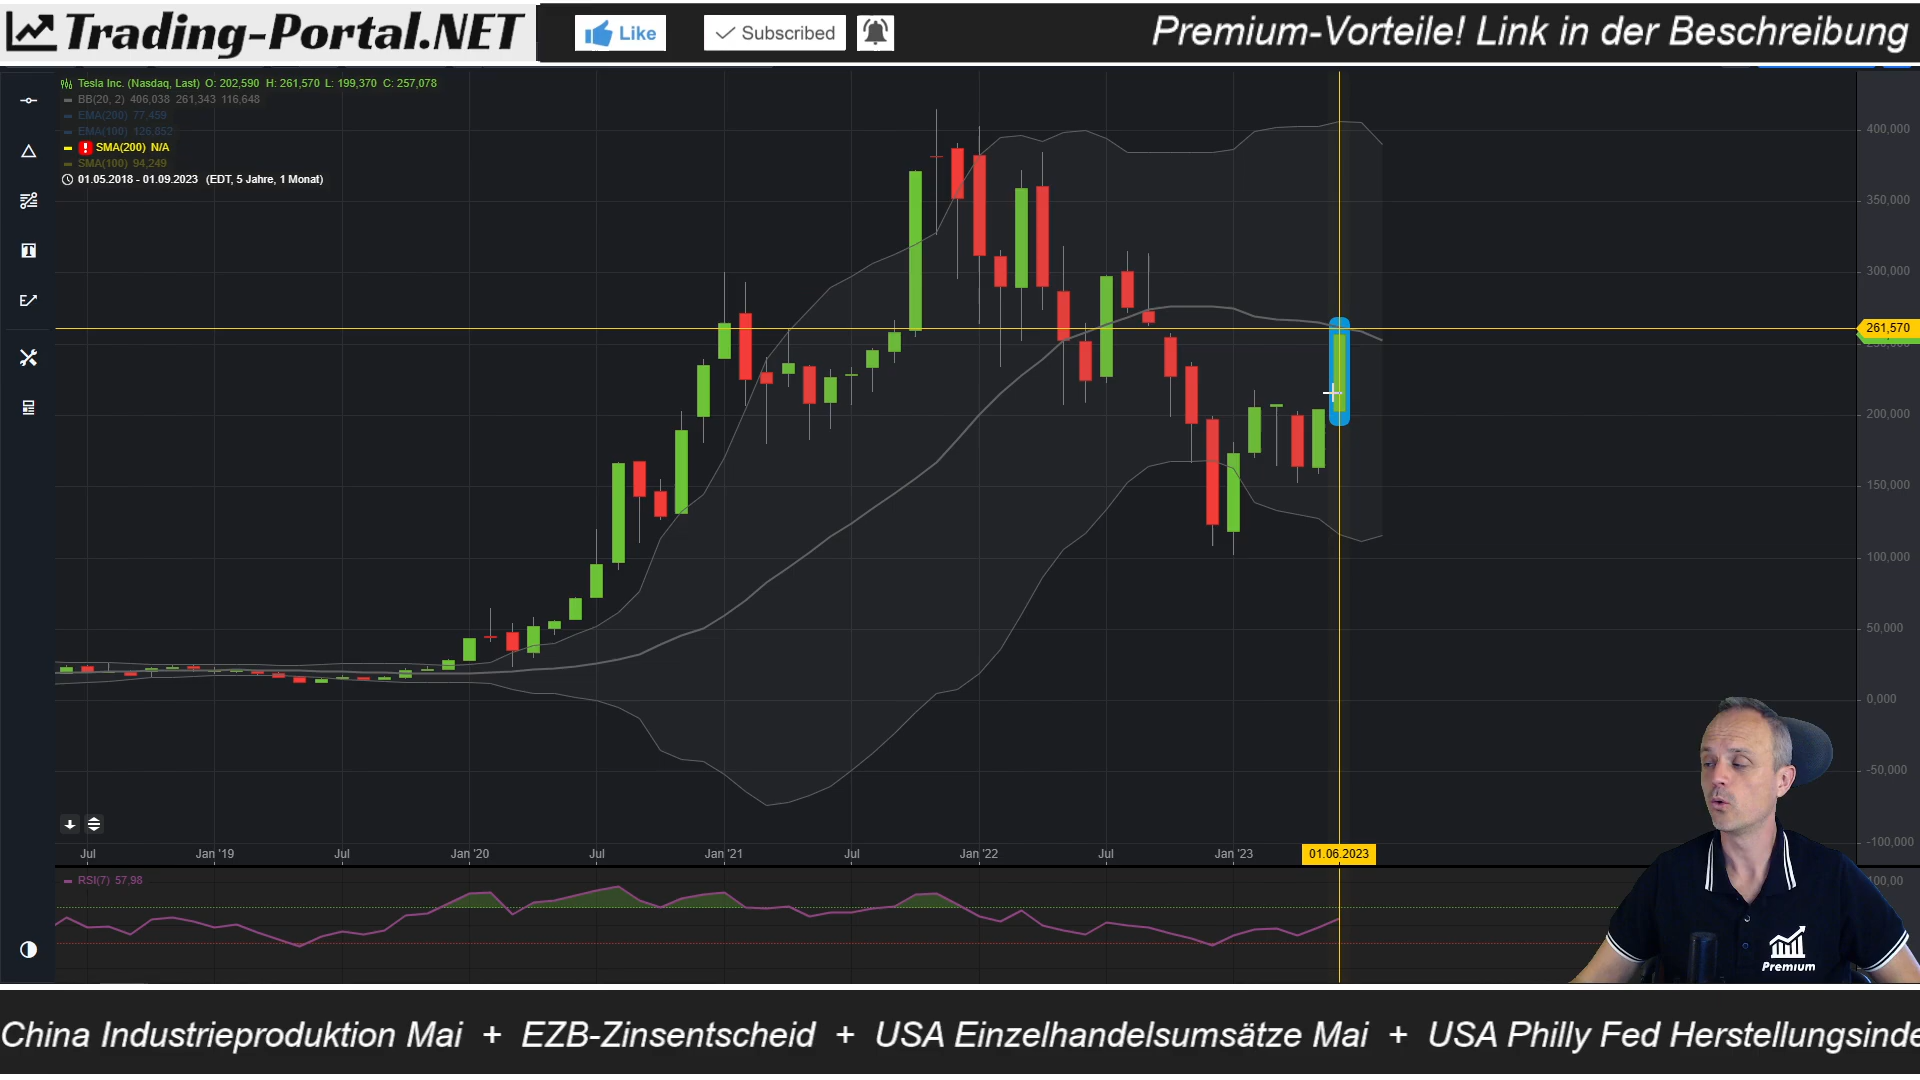 Trading-Portal.NET
Like
Subscribed
Premium-Vorteile! Link in der Beschreibung
Tesla Inc. (Nasdaq, Last) O: 202,590 H: 261,570 L: 199,370 C: 257,078
BB(20, 2) 406,038 261,343 116,648
EMA(200) 77,459
EMA(100) 126,852
SMA(200) N/A
SMA(100) 94,249
01.05.2018 - 01.09.2023 (EDT, 5 Jahre, 1 Monat)
400,000
350,000
300,000
261,570
200,000
150,000
100,000
50,000
0,000
-50,000
-100,000
Jul Jan '19 Jul Jan '20 Jul Jan '21 Jul Jan '22 Jul Jan '23 01.06.2023
RSI(7) 57,98
Premium
China Industrieproduktion Mai + EZB-Zinsentscheid + USA Einzelhandelsumsätze Mai + USA Philly Fed Herstellungsinde